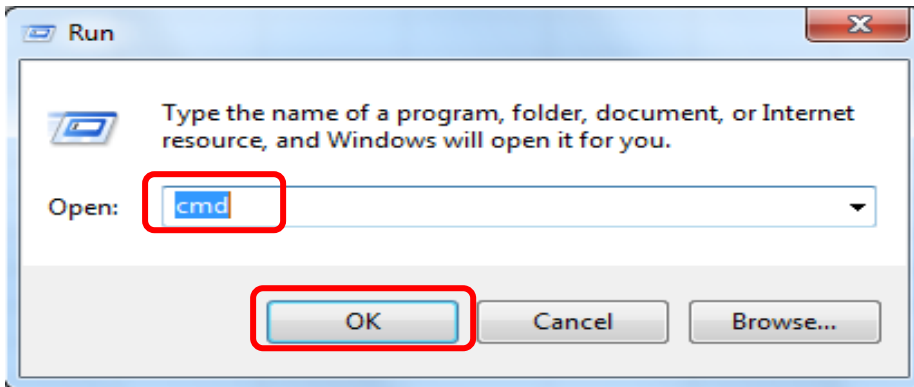 Run
Type the name of a program, folder, document, or Internet
resource, and Windows will open it for you.
Open: cmd
OK Cancel Browse...